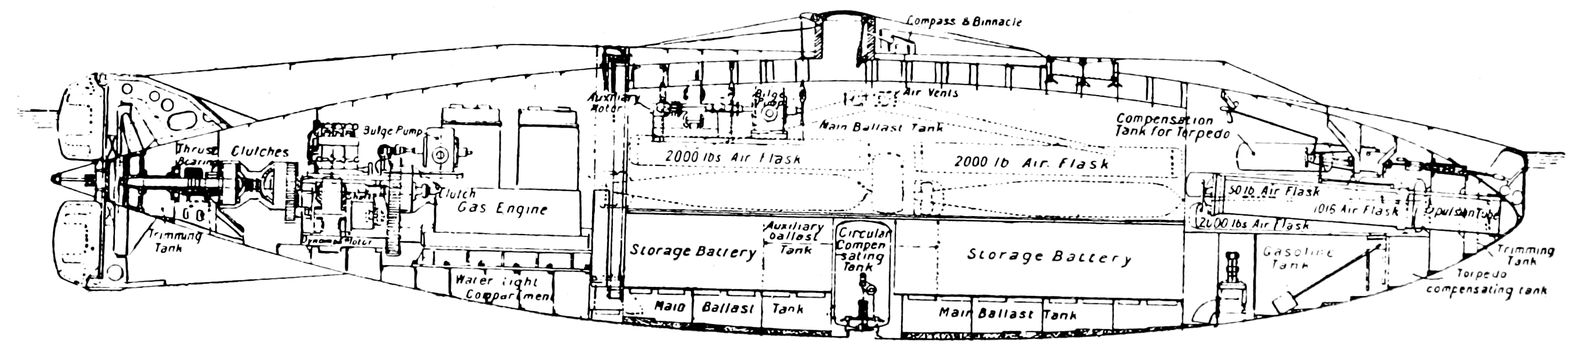 Compass & Binnacle
Auxiliary
Motor
Bilge
Pump
Air Vents
Main Ballast Tank
Compensation
Tank for Torpedo
Thrust
Bearing
Clutches
Bulge Pump
Clutch
Gas Engine
2000 lbs Air Flask
2000 lb Air Flask
50 lb Air Flask
Air Flask
2000 lbs Air Flask
Expulsion Tube
Trimming
Tank
Dynamo Motor
Storage Battery
Auxiliary
ballast
Tank
Circular
Compen
sating
Tank
Storage Battery
Gasoline
Tank
Trimming
Tank
Torpedo
compensating tank
Water Tight
Compartment
Main Ballast Tank
Main Ballast Tank